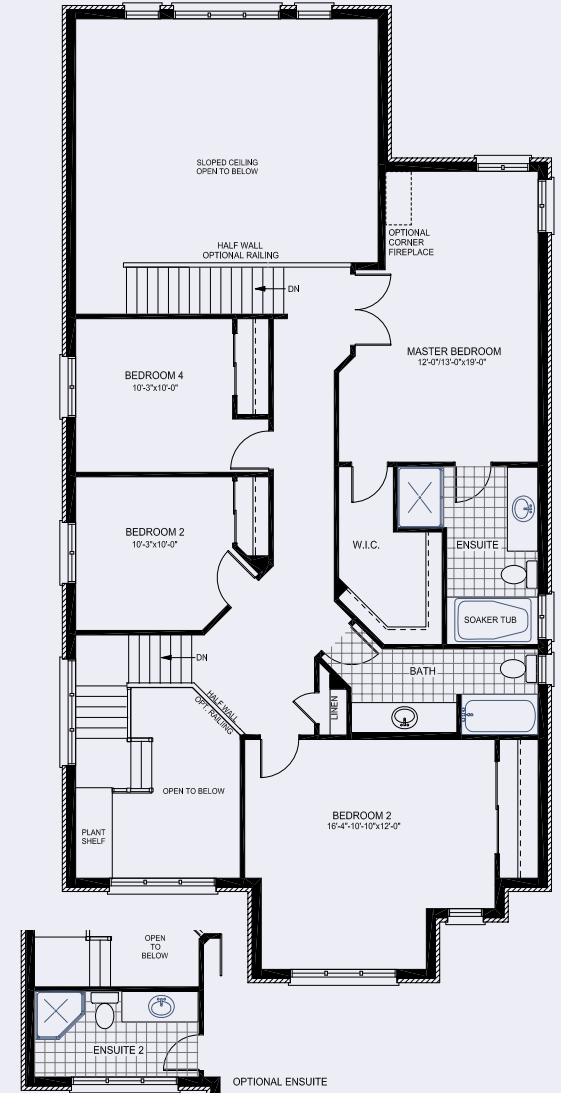 SLOPED CEILING
OPEN TO BELOW
OPTIONAL
CORNER
FIREPLACE
HALF WALL
OPTIONAL RAILING
DN
MASTER BEDROOM
12'-0"/13'-0"x19'-0"
BEDROOM 4
10'-3"x10'-0"
BEDROOM 2
10'-3"x10'-0"
W.I.C.
ENSUITE
SOAKER TUB
DN
BATH
HALF WALL
OPT. RAILING
LINEN
OPEN TO BELOW
PLANT
SHELF
BEDROOM 2
16'-4"-10'-10"x12'-0"
OPEN
TO
BELOW
ENSUITE 2
OPTIONAL ENSUITE